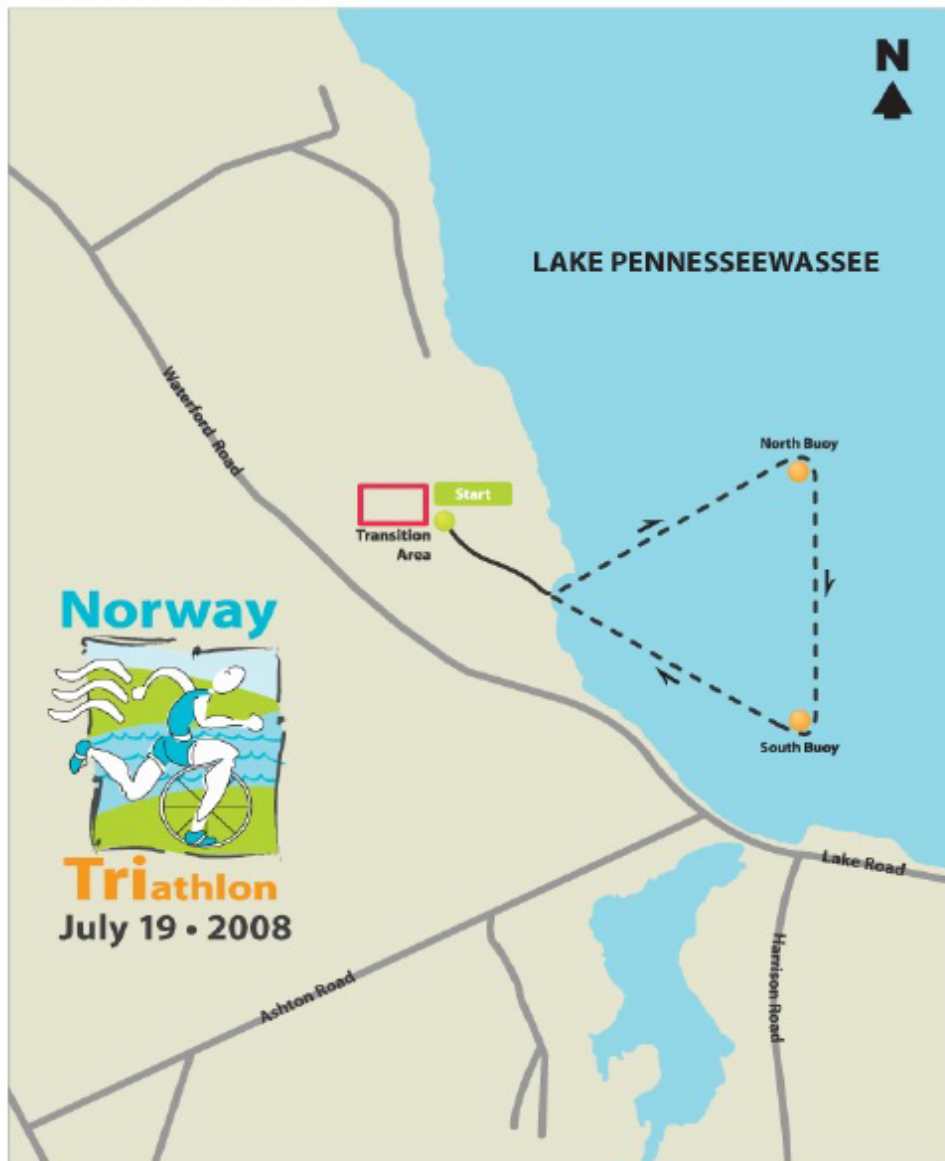 N
LAKE PENNESSEEWASSEE
Waterford Road
North Buoy
Start
Transition
Area
Norway
South Buoy
Lake Road
TRiathlon
July 19 • 2008
Harrison Road
Ashton Road